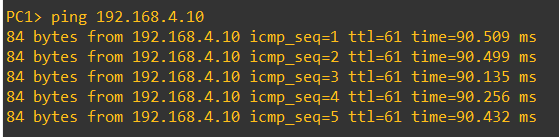 PC1> ping 192.168.4.10
84 bytes from 192.168.4.10 icmp_seq=1 ttl=61 time=90.509 ms
84 bytes from 192.168.4.10 icmp_seq=2 ttl=61 time=90.499 ms
84 bytes from 192.168.4.10 icmp_seq=3 ttl=61 time=90.135 ms
84 bytes from 192.168.4.10 icmp_seq=4 ttl=61 time=90.256 ms
84 bytes from 192.168.4.10 icmp_seq=5 ttl=61 time=90.432 ms